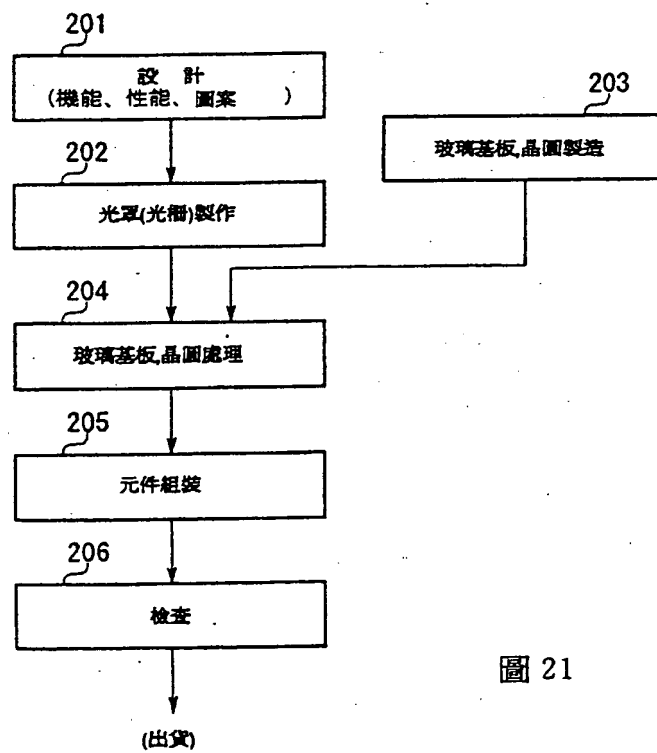 201
設 計
(機能、性能、圖案 )
203
玻璃基板,晶圓製造
202
光罩(光柵)製作
204
玻璃基板,晶圓處理
205
元件組裝
206
檢查
圖 21
(出貨)